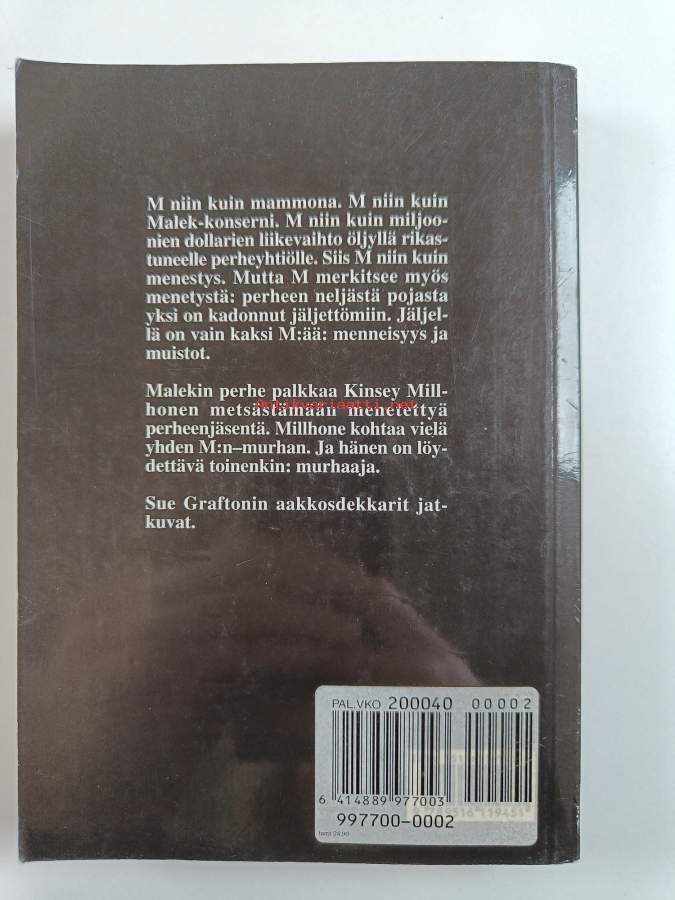 M niin kuin mammona. M niin kuin
Malek-konserni. M niin kuin miljoo-
nien dollarien liikevaihto öljyllä rikas-
tuneelle perheyhtiölle. Siis M niin kuin
menestys. Mutta M merkitsee myös
menetystä: perheen neljästä pojasta
yksi on kadonnut jäljettömiin. Jäljel-
lä on vain kaksi M:ää: menneisyys ja
muistot.
Malekin perhe palkkaa Kinsey Mill-
honen metsästämään menetettyä
Antikvariaatti.net
perheenjäsentä. Millhone kohtaa vielä
yhden M:n–murhan. Ja hänen on löy-
dettävä toinenkin: murhaaja.
Sue Graftonin aakkosdekkarit jat-
kuvat.
PAL.VKO 200040 00002
6 414889 977003
997700-0002